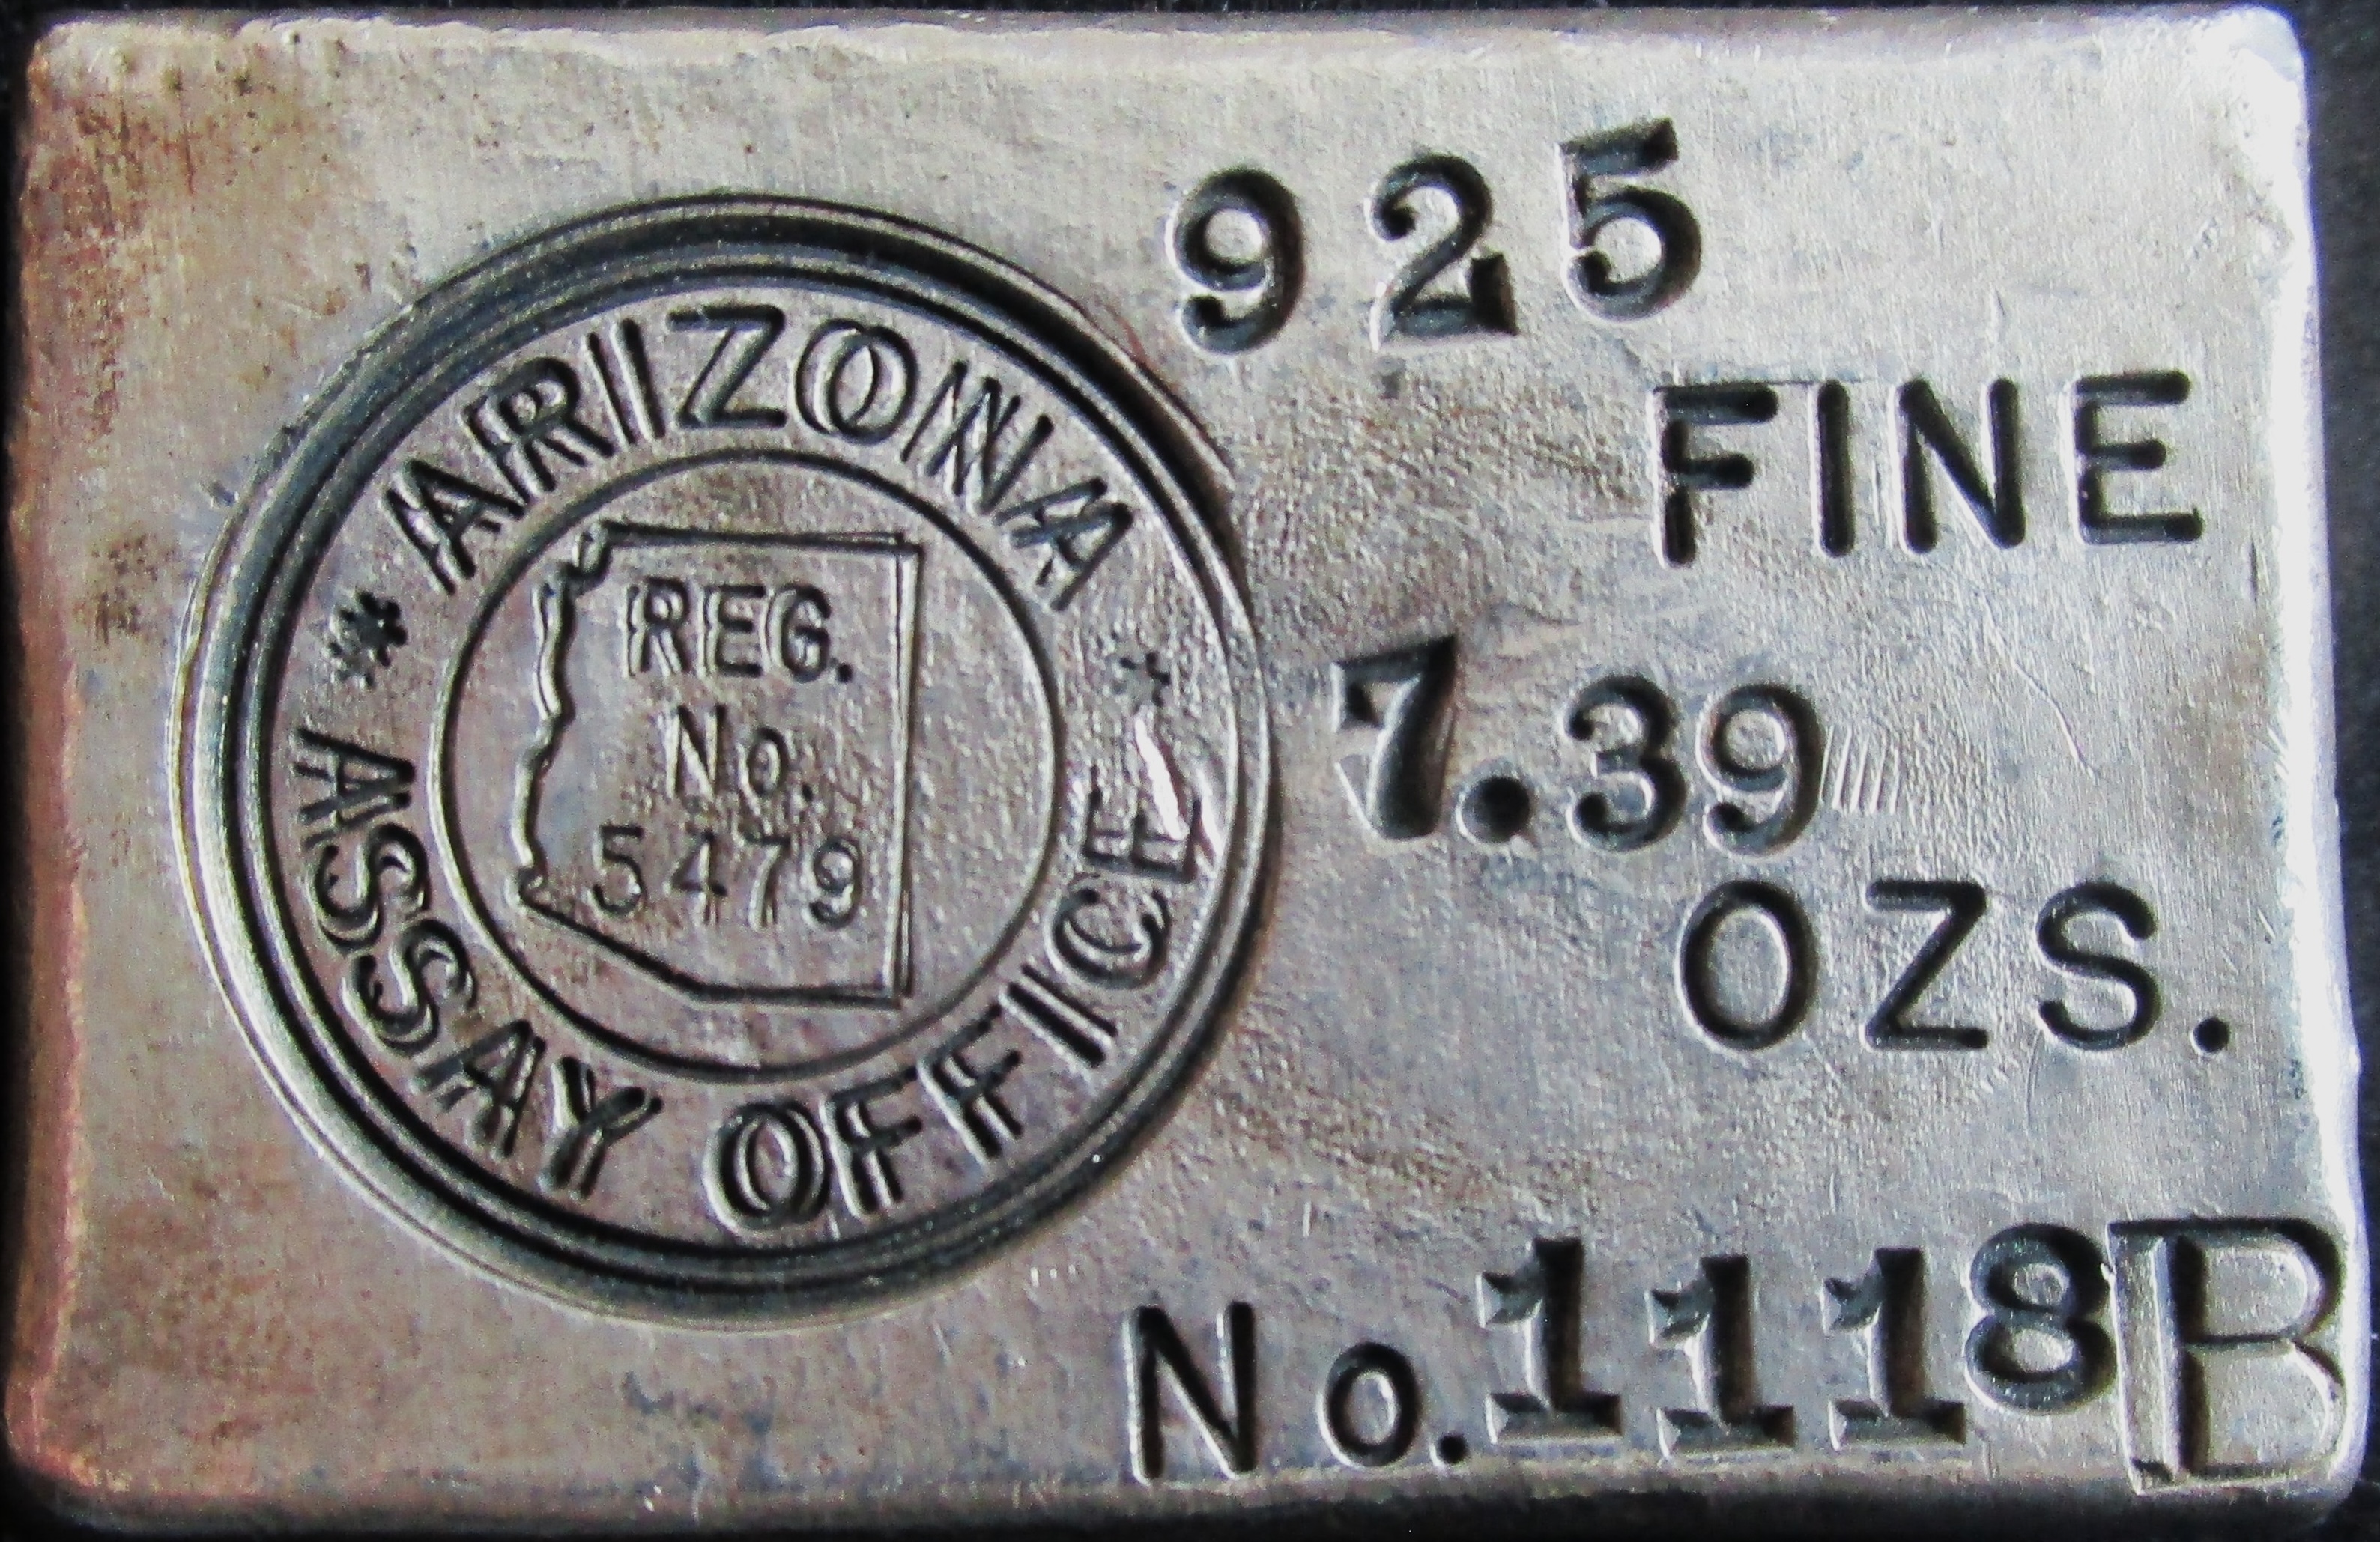 ARIZONA
ASSAY OFFICE
REG.
No.
5479
925
FINE
7.39
OZS.
No.1118B